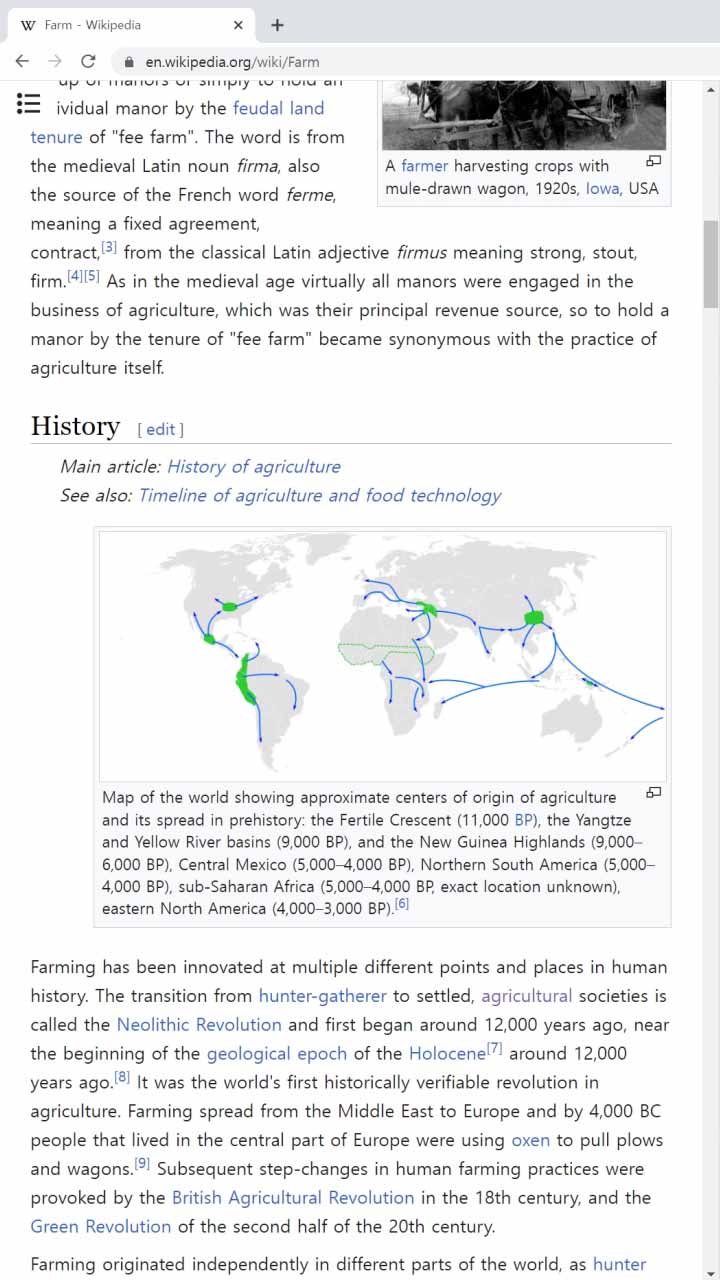 Farm - Wikipedia
en.wikipedia.org/wiki/Farm
up of manors or simply to hold an
ividual manor by the feudal land
tenure of "fee farm". The word is from
the medieval Latin noun firma, also
the source of the French word ferme,
meaning a fixed agreement,
A farmer harvesting crops with
mule-drawn wagon, 1920s, Iowa, USA
contract,[3] from the classical Latin adjective firmus meaning strong, stout,
firm.[4][5] As in the medieval age virtually all manors were engaged in the
business of agriculture, which was their principal revenue source, so to hold a
manor by the tenure of "fee farm" became synonymous with the practice of
agriculture itself.
History [ edit ]
Main article: History of agriculture
See also: Timeline of agriculture and food technology
Map of the world showing approximate centers of origin of agriculture
and its spread in prehistory: the Fertile Crescent (11,000 BP), the Yangtze
and Yellow River basins (9,000 BP), and the New Guinea Highlands (9,000–
6,000 BP), Central Mexico (5,000–4,000 BP), Northern South America (5,000–
4,000 BP), sub-Saharan Africa (5,000–4,000 BP, exact location unknown),
eastern North America (4,000–3,000 BP).[6]
Farming has been innovated at multiple different points and places in human
history. The transition from hunter-gatherer to settled, agricultural societies is
called the Neolithic Revolution and first began around 12,000 years ago, near
the beginning of the geological epoch of the Holocene[7] around 12,000
years ago.[8] It was the world's first historically verifiable revolution in
agriculture. Farming spread from the Middle East to Europe and by 4,000 BC
people that lived in the central part of Europe were using oxen to pull plows
and wagons.[9] Subsequent step-changes in human farming practices were
provoked by the British Agricultural Revolution in the 18th century, and the
Green Revolution of the second half of the 20th century.
Farming originated independently in different parts of the world, as hunter